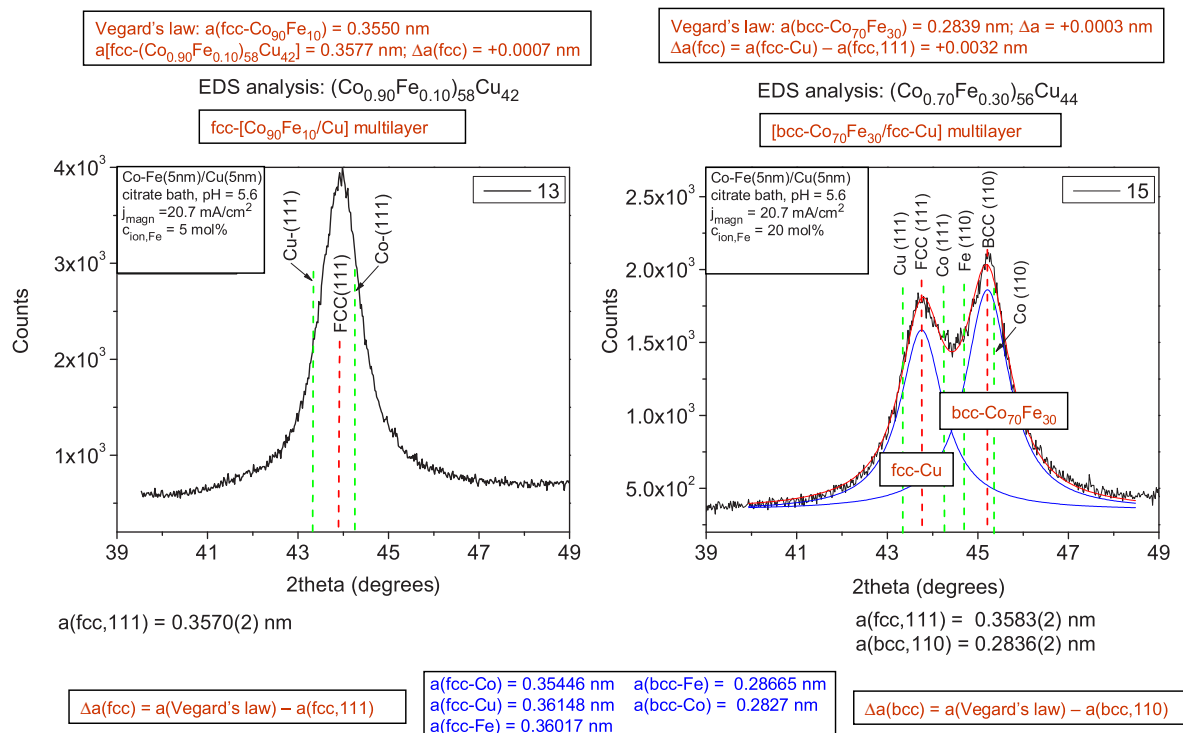 Vegard's law: a(fcc-Co₉₀Fe₁₀) = 0.3550 nm
a[fcc-(Co₀.₉₀Fe₀.₁₀)₅₈Cu₄₂] = 0.3577 nm; Δa(fcc) = +0.0007 nm
EDS analysis: (Co₀.₉₀Fe₀.₁₀)₅₈Cu₄₂
fcc-[Co₉₀Fe₁₀/Cu] multilayer
Co-Fe(5nm)/Cu(5nm)
citrate bath, pH = 5.6
jmagn =20.7 mA/cm²
cion,Fe = 5 mol%
13
Cu-(111)
FCC(111)
Co-(111)
4x10³
3x10³
2x10³
1x10³
Counts
39 41 43 45 47 49
2theta (degrees)
a(fcc,111) = 0.3570(2) nm
Δa(fcc) = a(Vegard's law) – a(fcc,111)
Vegard's law: a(bcc-Co₇₀Fe₃₀) = 0.2839 nm; Δa = +0.0003 nm
Δa(fcc) = a(fcc-Cu) – a(fcc,111) = +0.0032 nm
EDS analysis: (Co₀.₇₀Fe₀.₃₀)₅₆Cu₄₄
[bcc-Co₇₀Fe₃₀/fcc-Cu] multilayer
Co-Fe(5nm)/Cu(5nm)
citrate bath, pH = 5.6
jmagn =20.7 mA/cm²
cion,Fe = 20 mol%
15
Cu (111)
FCC (111)
Co (111)
Fe (110)
BCC (110)
Co (110)
bcc-Co₇₀Fe₃₀
fcc-Cu
2.5x10³
2.0x10³
1.5x10³
1.0x10³
5.0x10²
Counts
39 41 43 45 47 49
2theta (degrees)
a(fcc,111) = 0.3583(2) nm
a(bcc,110) = 0.2836(2) nm
a(fcc-Co) = 0.35446 nm a(bcc-Fe) = 0.28665 nm
a(fcc-Cu) = 0.36148 nm a(bcc-Co) = 0.2827 nm
a(fcc-Fe) = 0.36017 nm
Δa(bcc) = a(Vegard's law) – a(bcc,110)